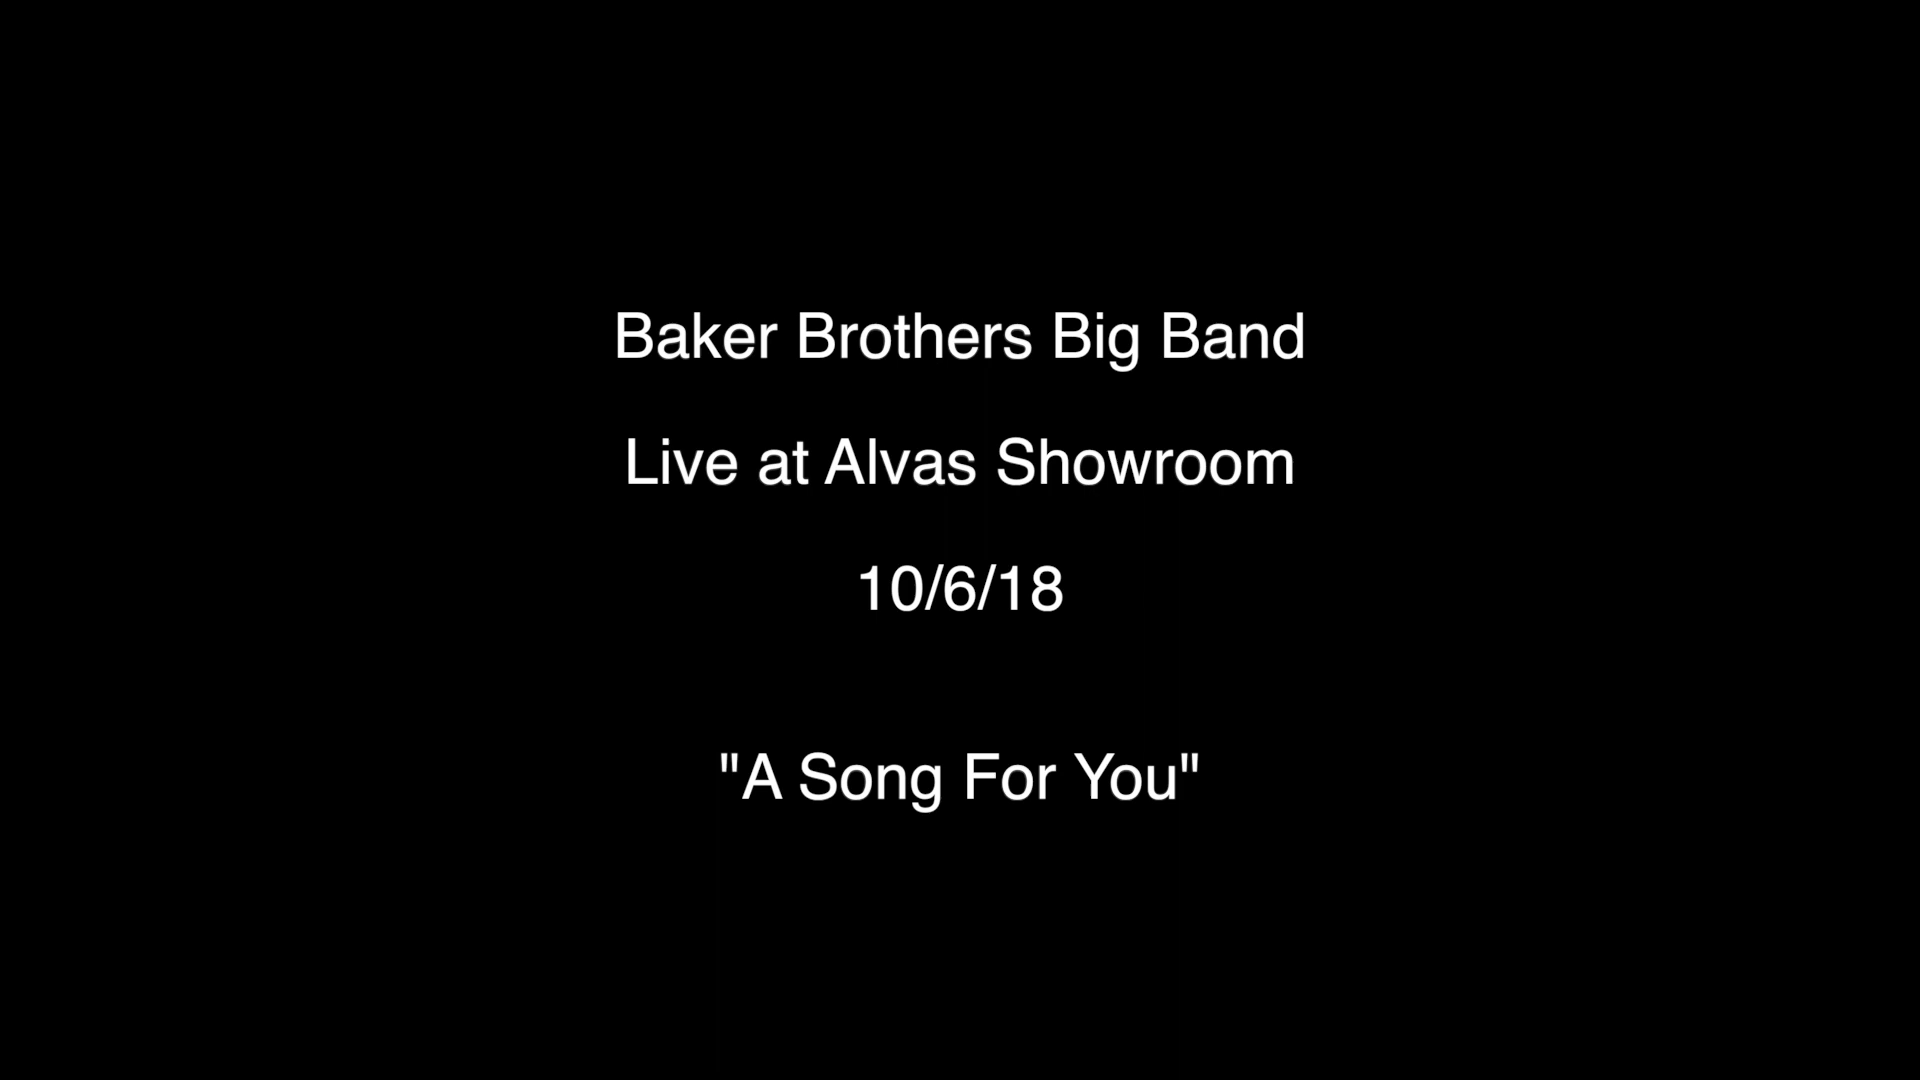 Baker Brothers Big Band
Live at Alvas Showroom
10/6/18
"A Song For You"